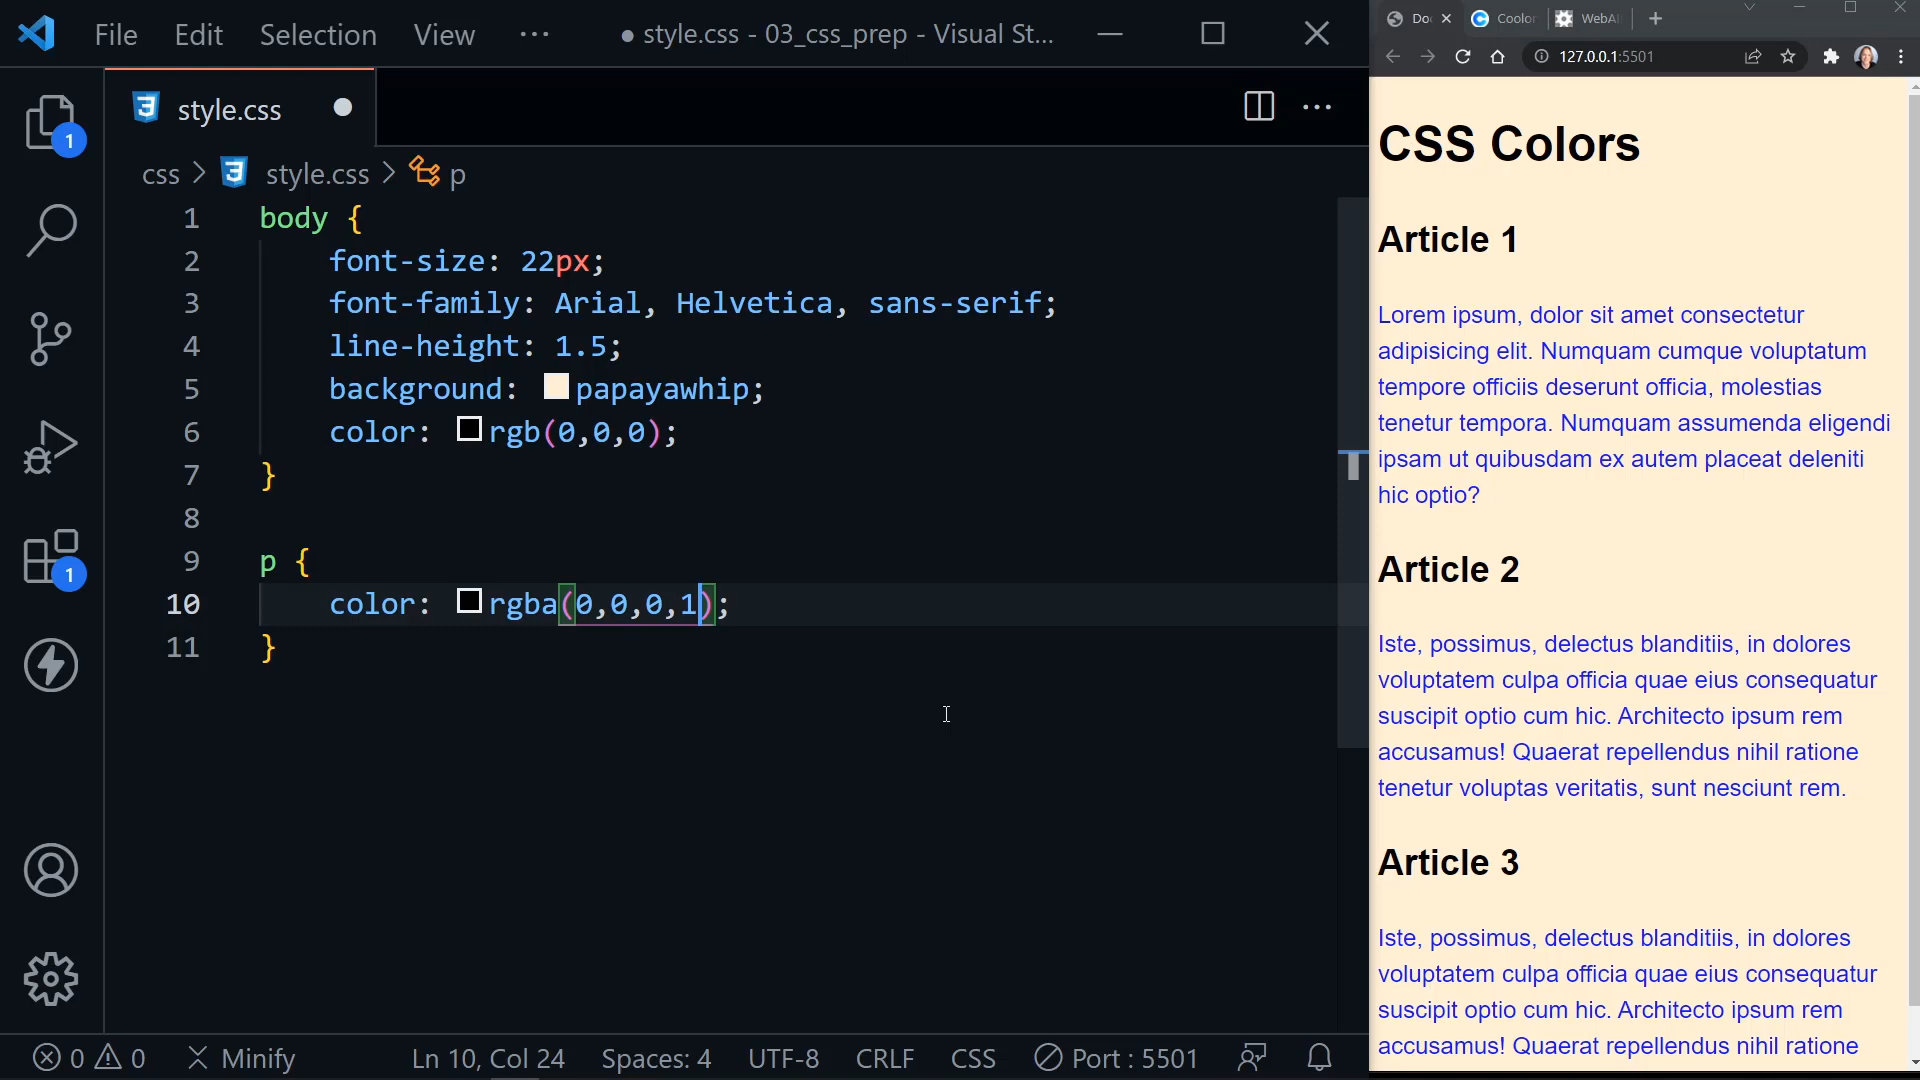 File Edit Selection View ··· ● style.css - 03_css_prep - Visual St...
style.css
css > style.css > p
1 body {
2 font-size: 22px;
3 font-family: Arial, Helvetica, sans-serif;
4 line-height: 1.5;
5 background: papayawhip;
6 color: rgb(0,0,0);
7 }
8
9 p {
10 color: rgba(0,0,0,1);
11 }
1
1
0 0 Minify Ln 10, Col 24 Spaces: 4 UTF-8 CRLF CSS Port : 5501
Do Coolor WebA
127.0.0.1:5501
CSS Colors
Article 1
Lorem ipsum, dolor sit amet consectetur
adipisicing elit. Numquam cumque voluptatum
tempore officiis deserunt officia, molestias
tenetur tempora. Numquam assumenda eligendi
ipsam ut quibusdam ex autem placeat deleniti
hic optio?
Article 2
Iste, possimus, delectus blanditiis, in dolores
voluptatem culpa officia quae eius consequatur
suscipit optio cum hic. Architecto ipsum rem
accusamus! Quaerat repellendus nihil ratione
tenetur voluptas veritatis, sunt nesciunt rem.
Article 3
Iste, possimus, delectus blanditiis, in dolores
voluptatem culpa officia quae eius consequatur
suscipit optio cum hic. Architecto ipsum rem
accusamus! Quaerat repellendus nihil ratione